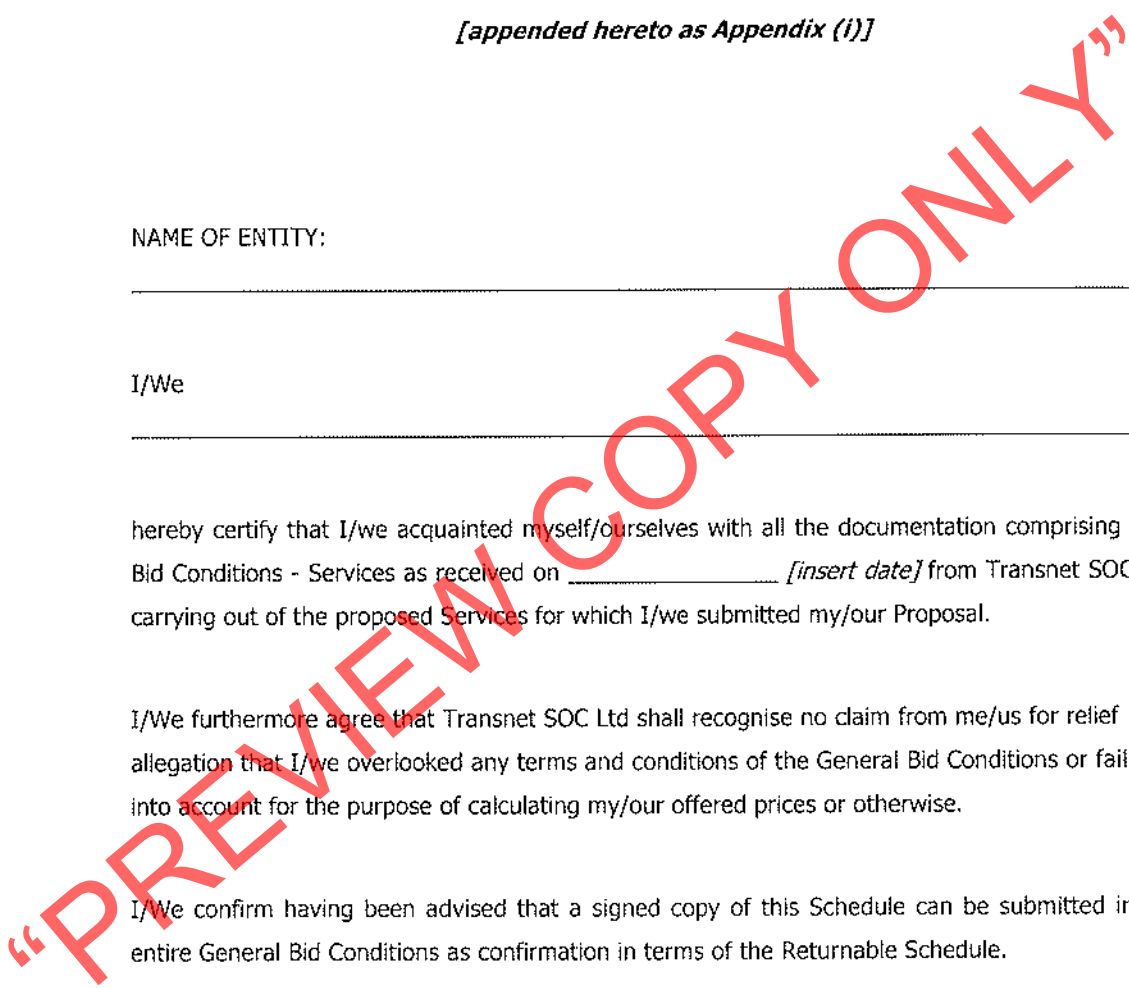 [appended hereto as Appendix (i)]
NAME OF ENTITY:
I/We
hereby certify that I/we acquainted myself/ourselves with all the documentation comprising
Bid Conditions - Services as received on ____________________ [insert date] from Transnet SOC
carrying out of the proposed Services for which I/we submitted my/our Proposal.
I/We furthermore agree that Transnet SOC Ltd shall recognise no claim from me/us for relief
allegation that I/we overlooked any terms and conditions of the General Bid Conditions or fail
into account for the purpose of calculating my/our offered prices or otherwise.
I/We confirm having been advised that a signed copy of this Schedule can be submitted in
entire General Bid Conditions as confirmation in terms of the Returnable Schedule.
“PREVIEW COPY ONLY”